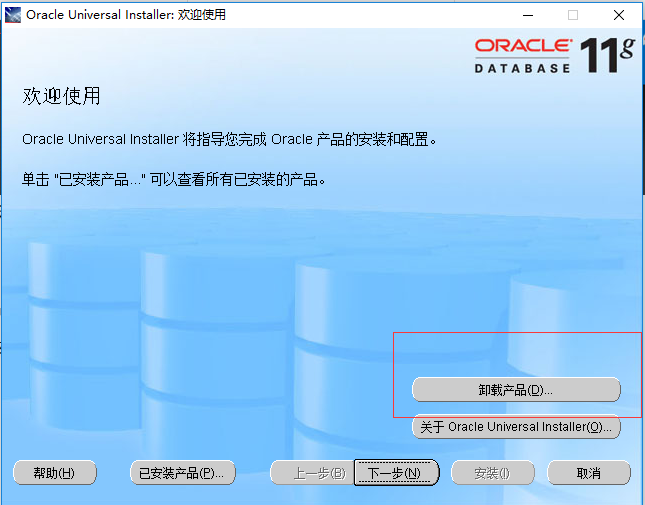 Oracle Universal Installer: 欢迎使用
ORACLE
DATABASE 11g
欢迎使用
Oracle Universal Installer 将指导您完成 Oracle 产品的安装和配置。
单击 "已安装产品..." 可以查看所有已安装的产品。
卸载产品(D)...
关于 Oracle Universal Installer(O)...
帮助(H) 已安装产品(P)... 上一步(B) 下一步(N) 安装(I) 取消